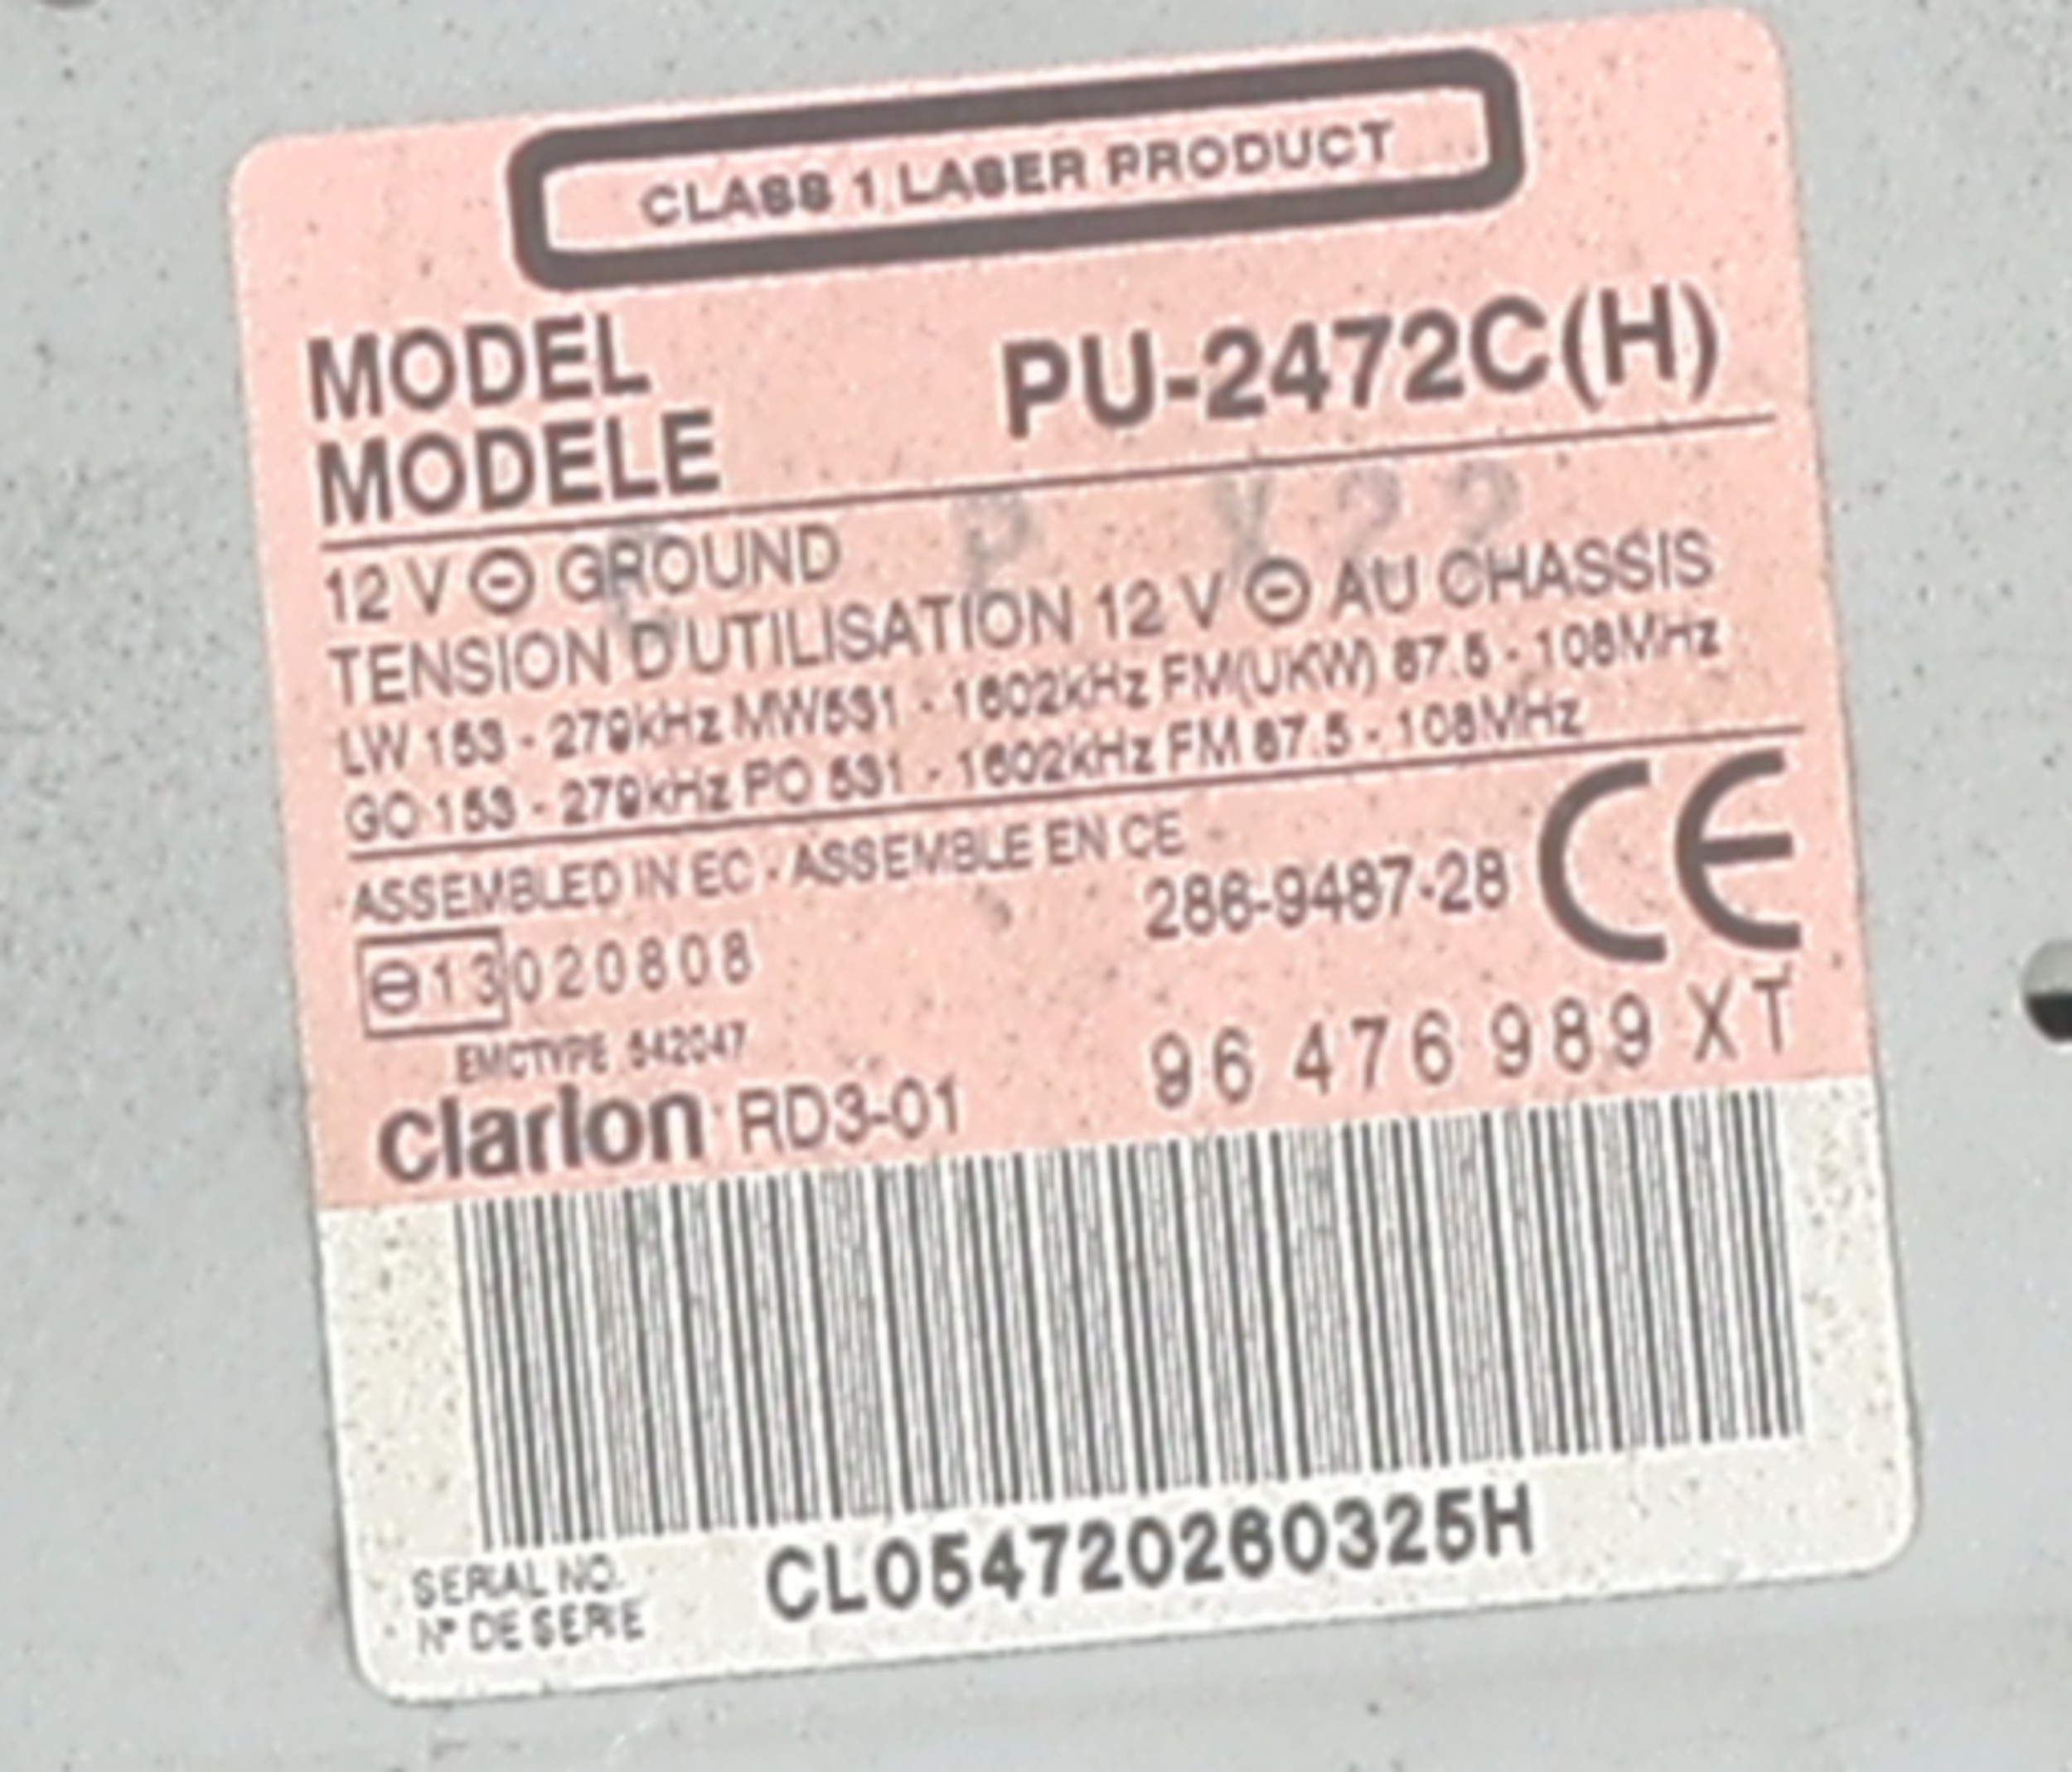 CLASS 1 LASER PRODUCT
MODEL
MODELE
PU-2472C(H)
12 V ⊖ GROUND
TENSION D'UTILISATION 12 V ⊖ AU CHASSIS
LW 153 - 279kHz MW531 - 1602kHz FM(UKW) 87.5 - 108MHz
GO 153 - 279kHz PO 531 - 1602kHz FM 87.5 - 108MHz
ASSEMBLED IN EC - ASSEMBLE EN CE
286-9487-28
CE
e13 020808
EMCTYPE 542047
96 476 989 XT
Clarion RD3-01
SERIAL NO.
N° DE SERIE
CL054720260325H